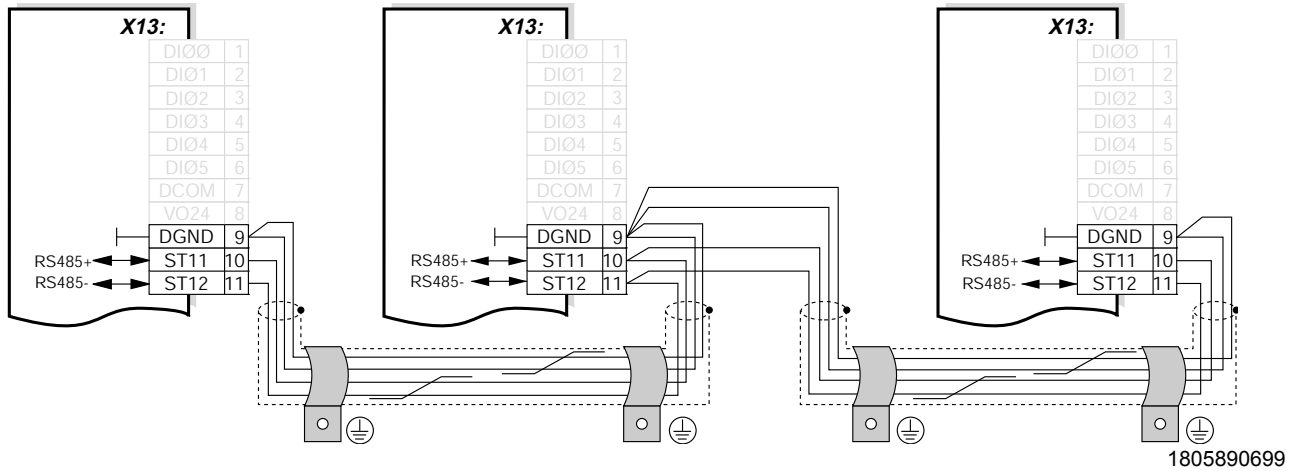 X13: X13: X13:
DIØØ 1 DIØØ 1 DIØØ 1
DIØ1 2 DIØ1 2 DIØ1 2
DIØ2 3 DIØ2 3 DIØ2 3
DIØ3 4 DIØ3 4 DIØ3 4
DIØ4 5 DIØ4 5 DIØ4 5
DIØ5 6 DIØ5 6 DIØ5 6
DCOM 7 DCOM 7 DCOM 7
VO24 8 VO24 8 VO24 8
DGND 9 DGND 9 DGND 9
RS485+ ST11 10 RS485+ ST11 10 RS485+ ST11 10
RS485- ST12 11 RS485- ST12 11 RS485- ST12 11
1805890699